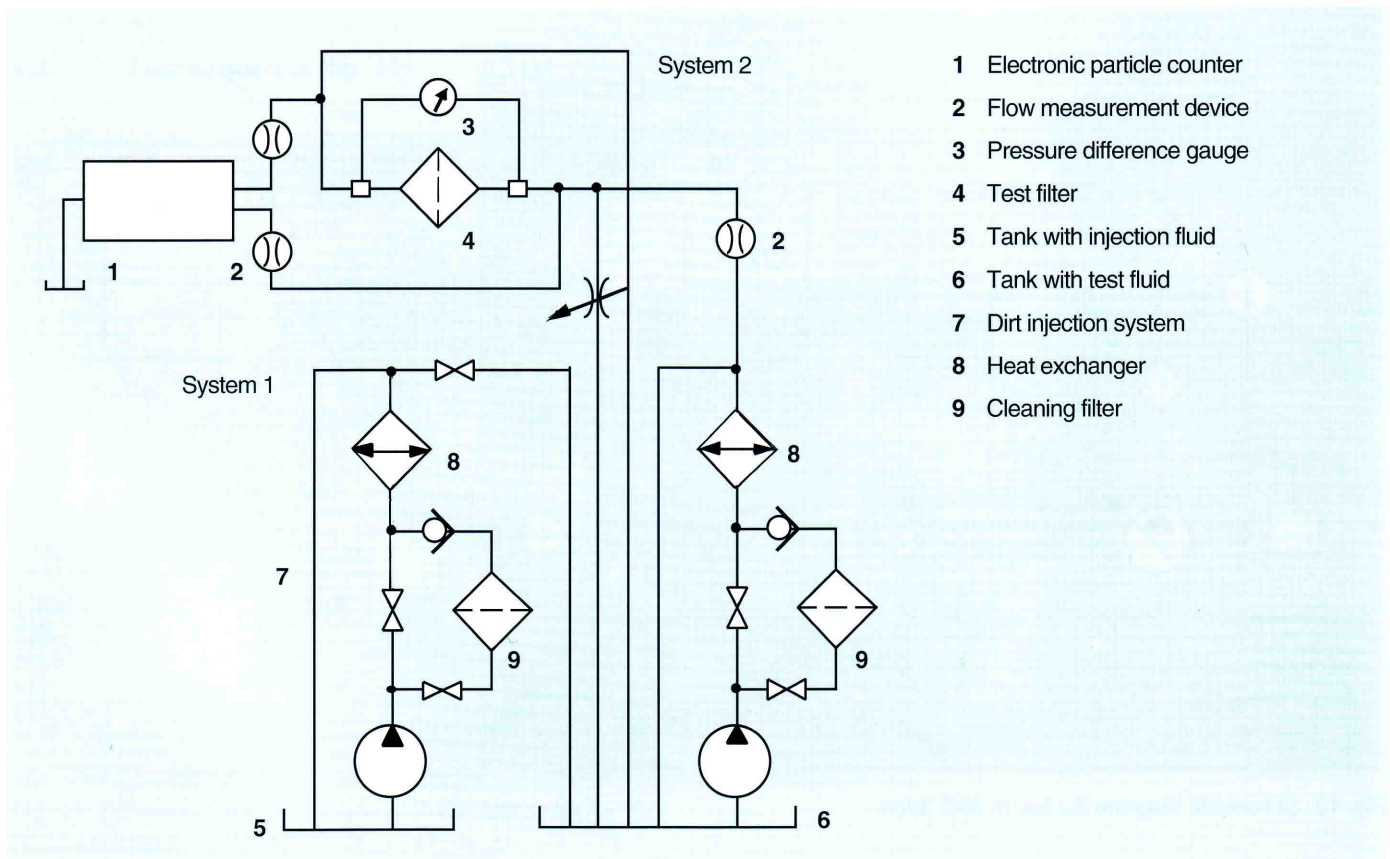 System 2
1 Electronic particle counter
2 Flow measurement device
3 Pressure difference gauge
4 Test filter
5 Tank with injection fluid
6 Tank with test fluid
7 Dirt injection system
8 Heat exchanger
9 Cleaning filter
3
4
1
2
2
System 1
8
8
7
9
9
5
6